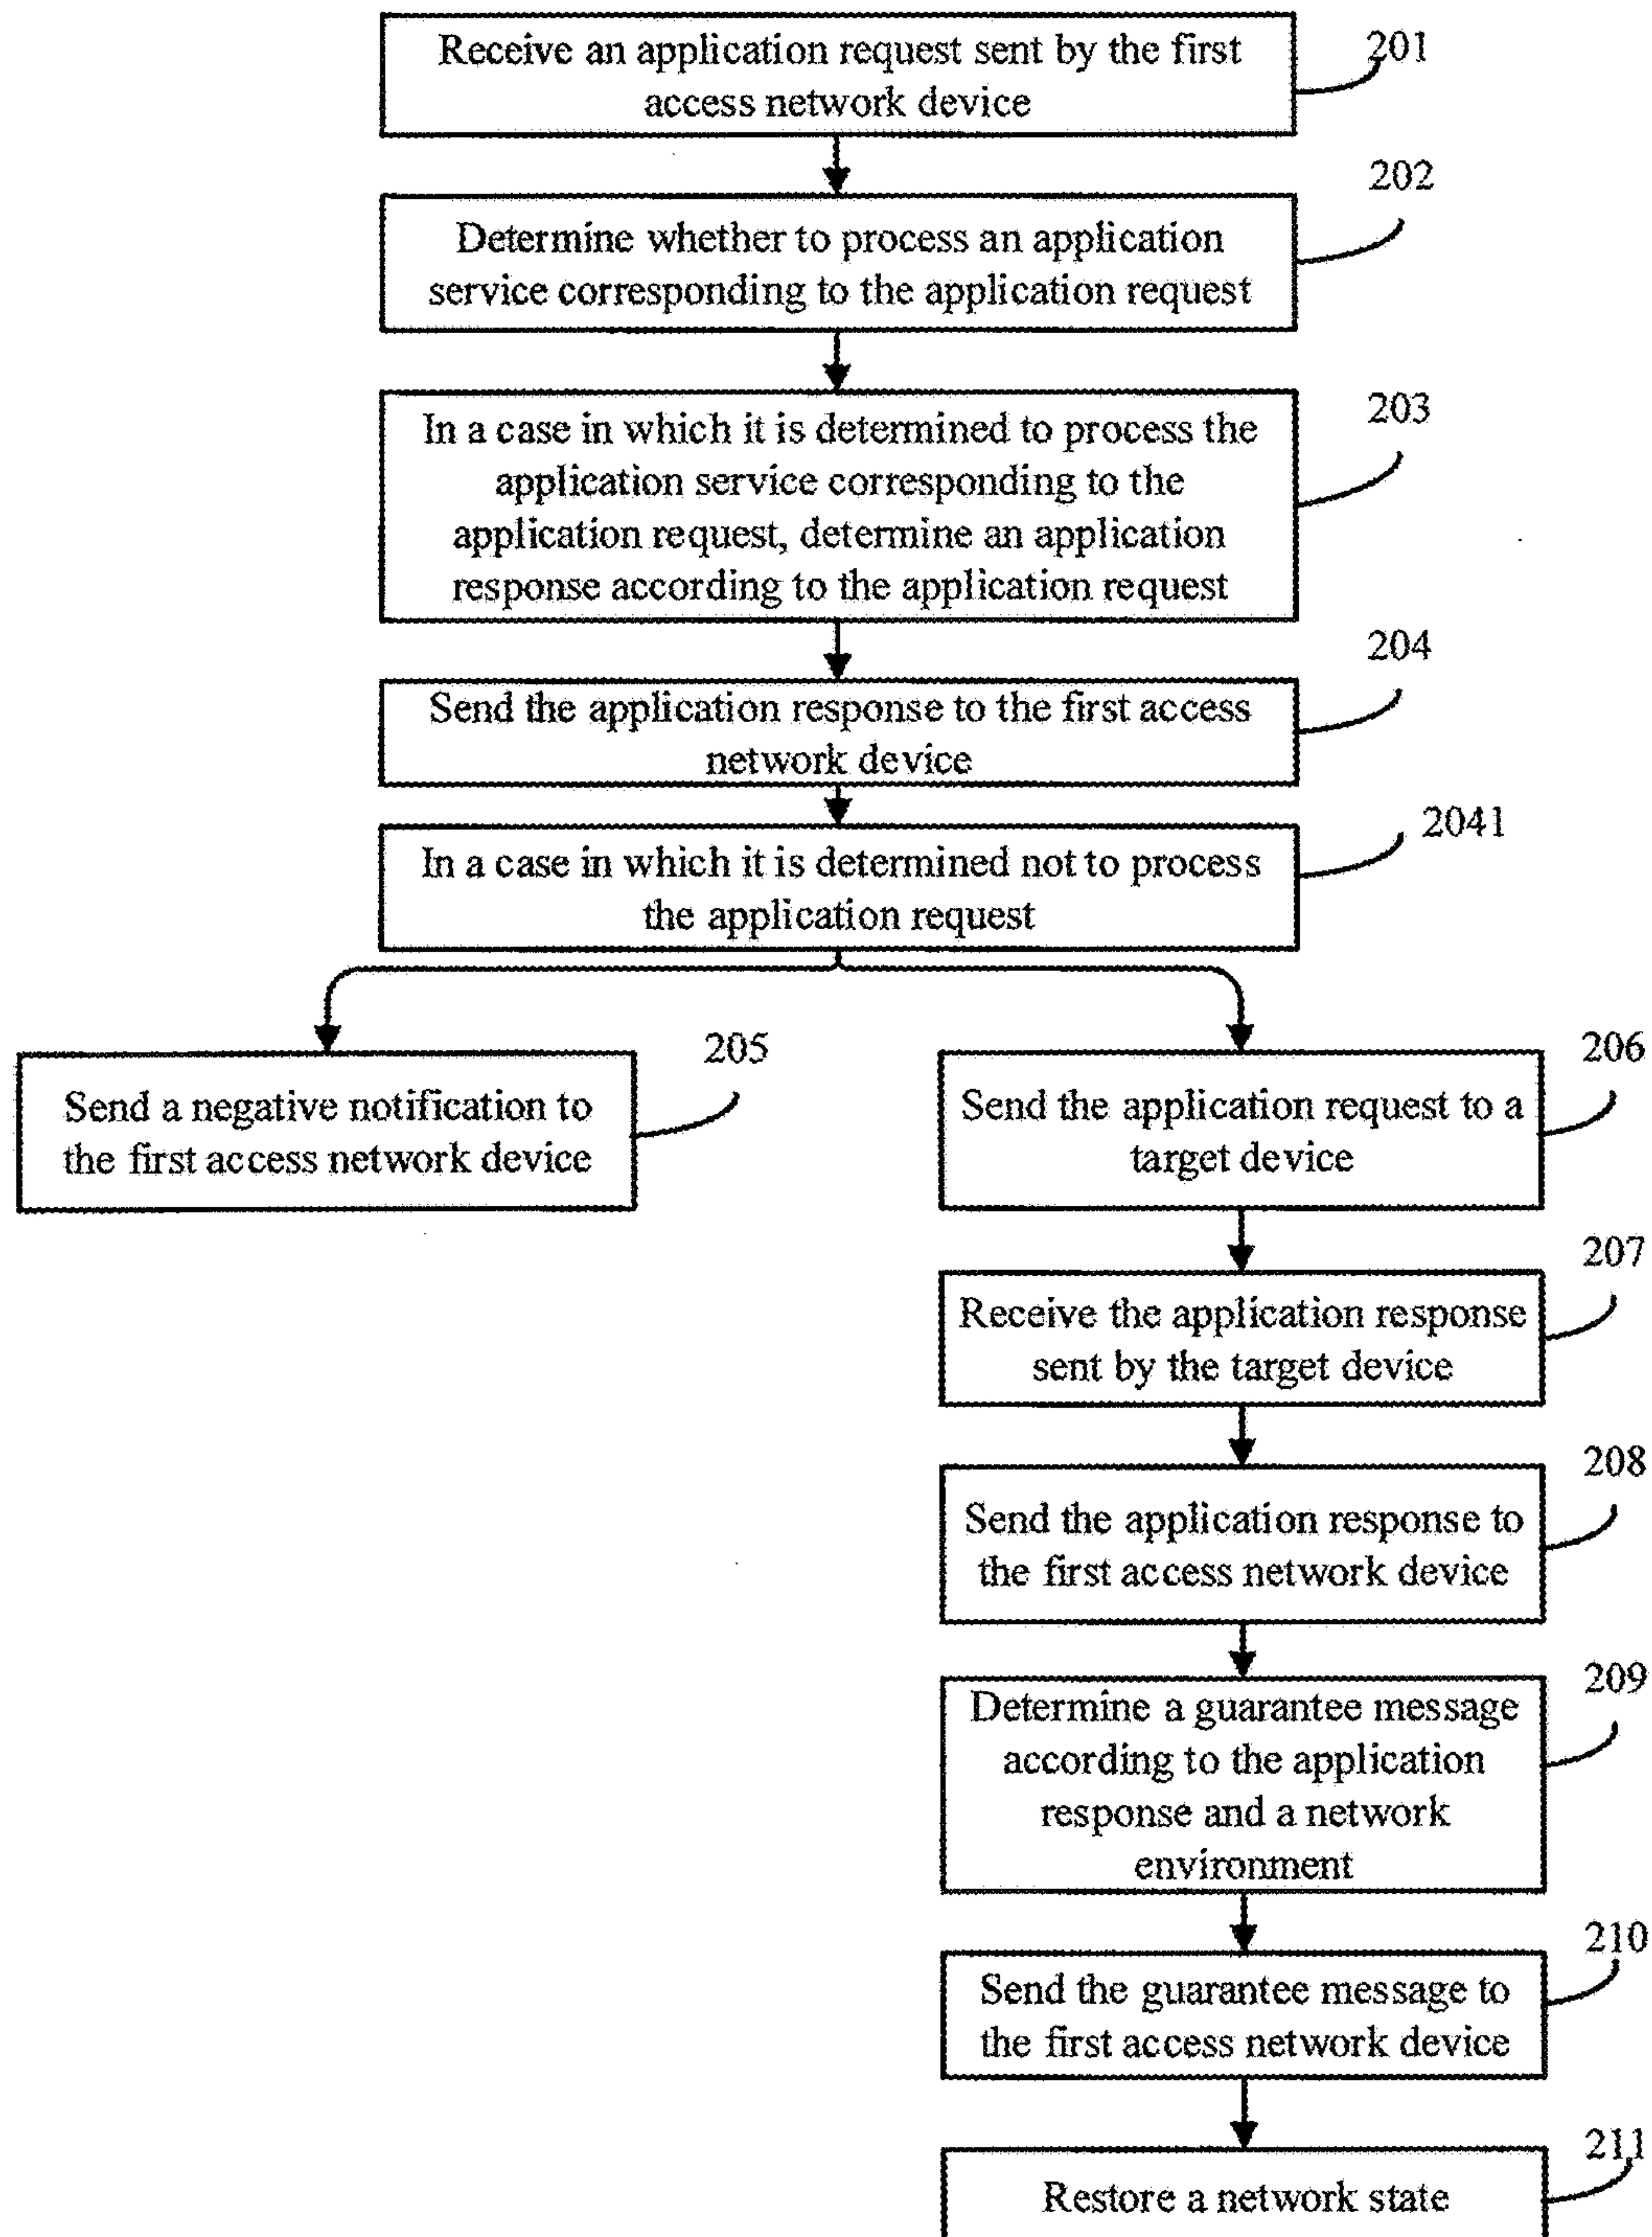 Receive an application request sent by the first
access network device
201
202
Determine whether to process an application
service corresponding to the application request
203
In a case in which it is determined to process the
application service corresponding to the
application request, determine an application
response according to the application request
204
Send the application response to the first access
network device
2041
In a case in which it is determined not to process
the application request
205
Send a negative notification to
the first access network device
206
Send the application request to a
target device
207
Receive the application response
sent by the target device
208
Send the application response to
the first access network device
209
Determine a guarantee message
according to the application
response and a network
environment
210
Send the guarantee message to
the first access network device
211
Restore a network state